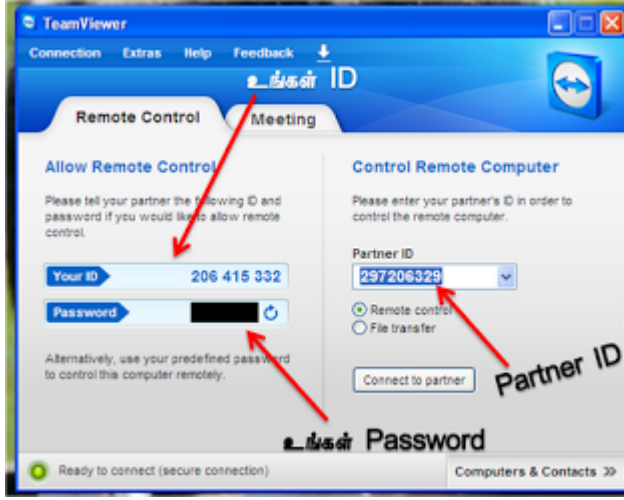 TeamViewer
Connection Extras Help Feedback
உங்கள் ID
Remote Control Meeting
Allow Remote Control
Please tell your partner the following ID and
password if you would like to allow remote
control.
Your ID 206 415 332
Password
Alternatively, use your predefined password
to control this computer remotely.
உங்கள் Password
Control Remote Computer
Please enter your partner's ID in order to
control the remote computer.
Partner ID
297206329
Remote control
File transfer
Partner ID
Connect to partner
Ready to connect (secure connection)
Computers & Contacts >>